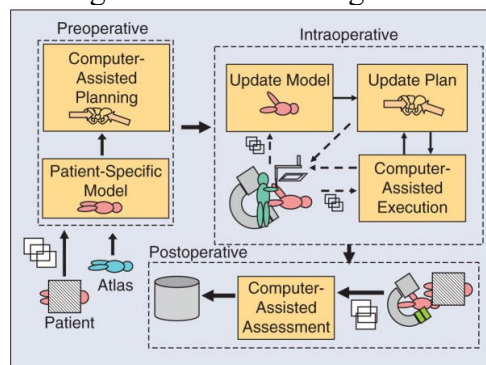 Preoperative
Computer-
Assisted
Planning
Patient-Specific
Model
Patient
Atlas
Intraoperative
Update Model
Update Plan
Computer-
Assisted
Execution
Postoperative
Computer-
Assisted
Assessment